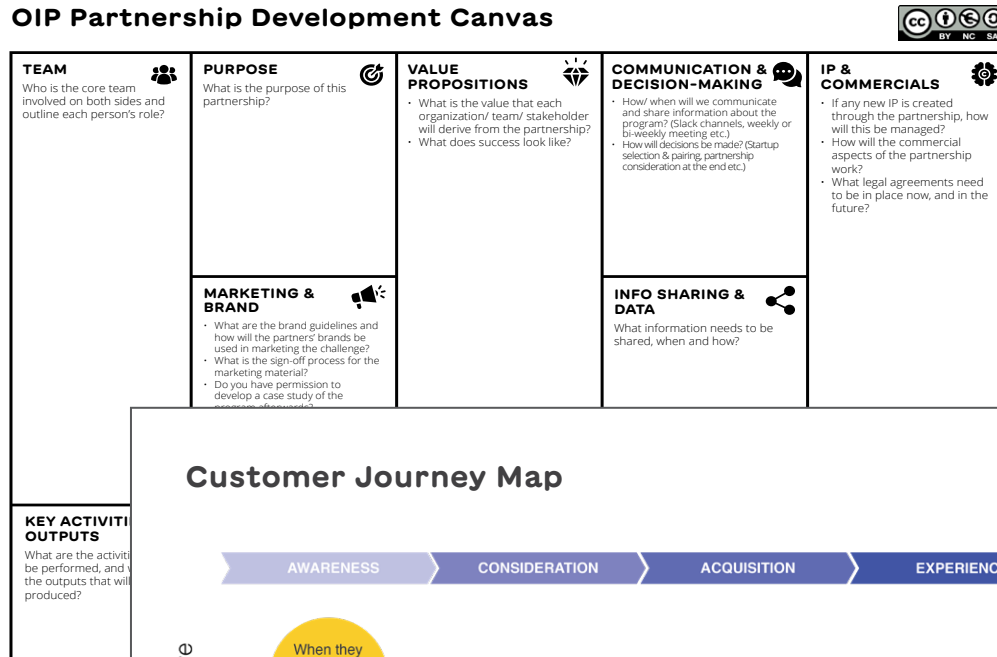 OIP Partnership Development Canvas
cc
BY NC SA
TEAM
Who is the core team
involved on both sides and
outline each person's role?
PURPOSE
What is the purpose of this
partnership?
VALUE
PROPOSITIONS
• What is the value that each
organization/ team/ stakeholder
will derive from the partnership?
• What does success look like?
COMMUNICATION &
DECISION-MAKING
• How/ when will we communicate
and share information about the
program? (Slack channels, weekly or
bi-weekly meeting etc.)
• How will decisions be made? (Startup
selection & pairing, partnership
consideration at the end etc.)
IP &
COMMERCIALS
• If any new IP is created
through the partnership, how
will this be managed?
• How will the commercial
aspects of the partnership
work?
• What legal agreements need
to be in place now, and in the
future?
MARKETING &
BRAND
• What are the brand guidelines and
how will the partners' brands be
used in marketing the challenge?
• What is the sign-off process for the
marketing material?
• Do you have permission to
develop a case study of the
program afterwards?
INFO SHARING &
DATA
What information needs to be
shared, when and how?
KEY ACTIVITI
OUTPUTS
What are the activiti
be performed, and
the outputs that will
produced?
Customer Journey Map
AWARENESS
CONSIDERATION
ACQUISITION
EXPERIENC
When they